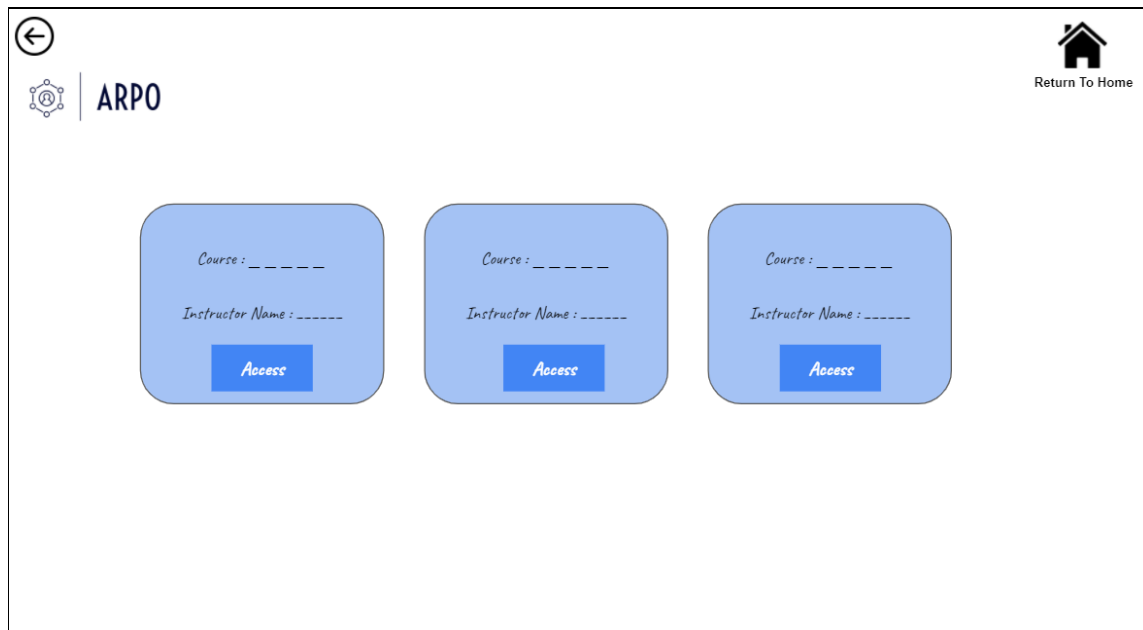 Return To Home
ARPO
Course : _ _ _ _ _
Instructor Name : ______
Access
Course : _ _ _ _ _
Instructor Name : ______
Access
Course : _ _ _ _ _
Instructor Name : ______
Access